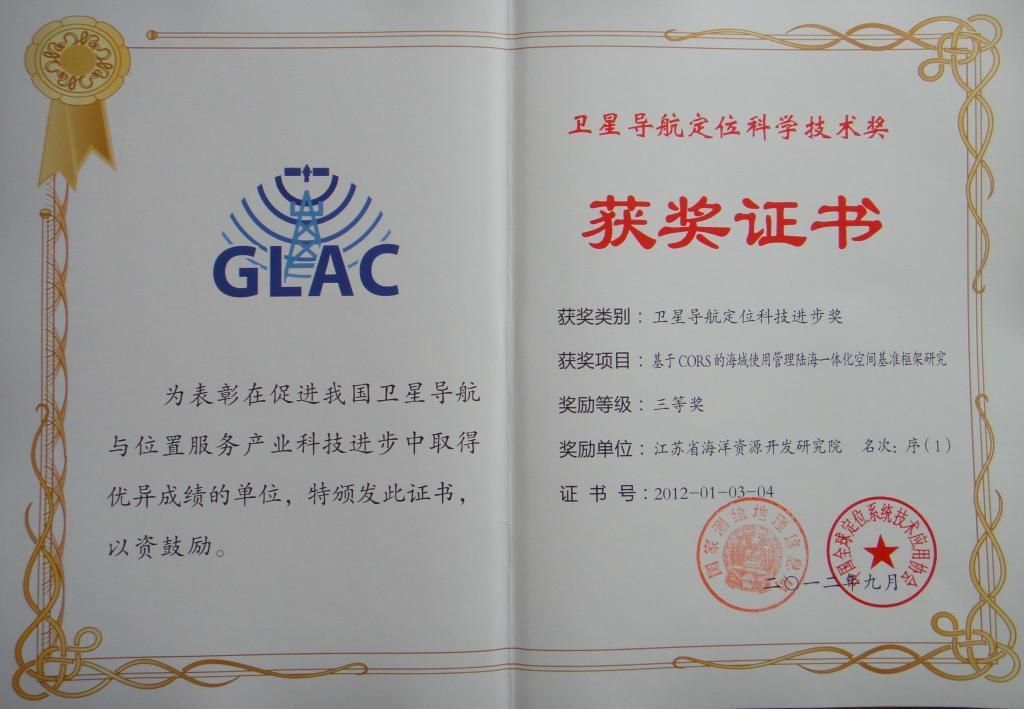 GLAC
为表彰在促进我国卫星导航
与位置服务产业科技进步中取得
优异成绩的单位，特颁发此证书，
以资鼓励。
卫星导航定位科学技术奖
获奖证书
获奖类别：卫星导航定位科技进步奖
获奖项目：基于CORS的海域使用管理陆海一体化空间基准框架研究
奖励等级：三等奖
奖励单位：江苏省海洋资源开发研究院 名次：序（1）
证 书 号：2012-01-03-04
国家测绘地理信息
国全球定位系统技术应用协会
二〇一二年九月